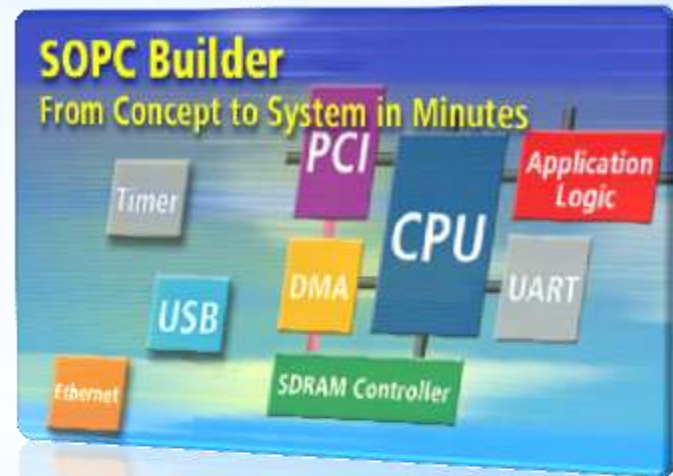 SOPC Builder
From Concept to System in Minutes
PCI
Application
Logic
Timer
CPU
DMA
UART
USB
SDRAM Controller
Ethernet